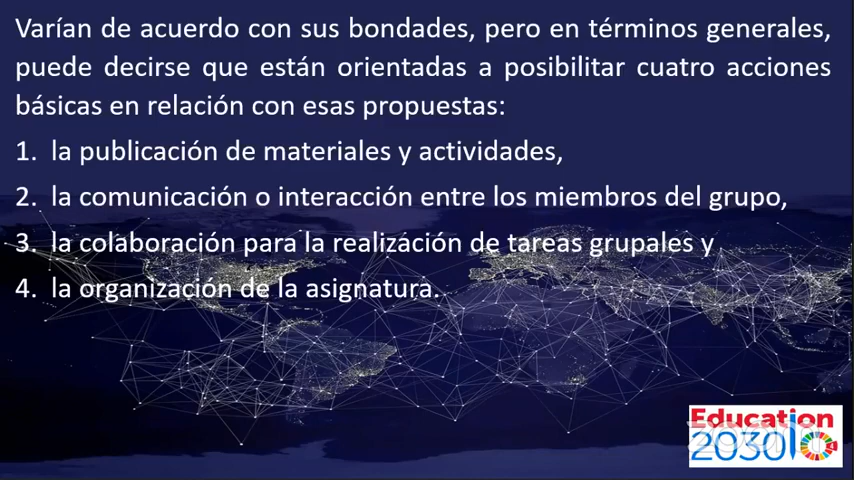 Varían de acuerdo con sus bondades, pero en términos generales,
puede decirse que están orientadas a posibilitar cuatro acciones
básicas en relación con esas propuestas:
1. la publicación de materiales y actividades,
2. la comunicación o interacción entre los miembros del grupo,
3. la colaboración para la realización de tareas grupales y
4. la organización de la asignatura.
Education
2030
zoom